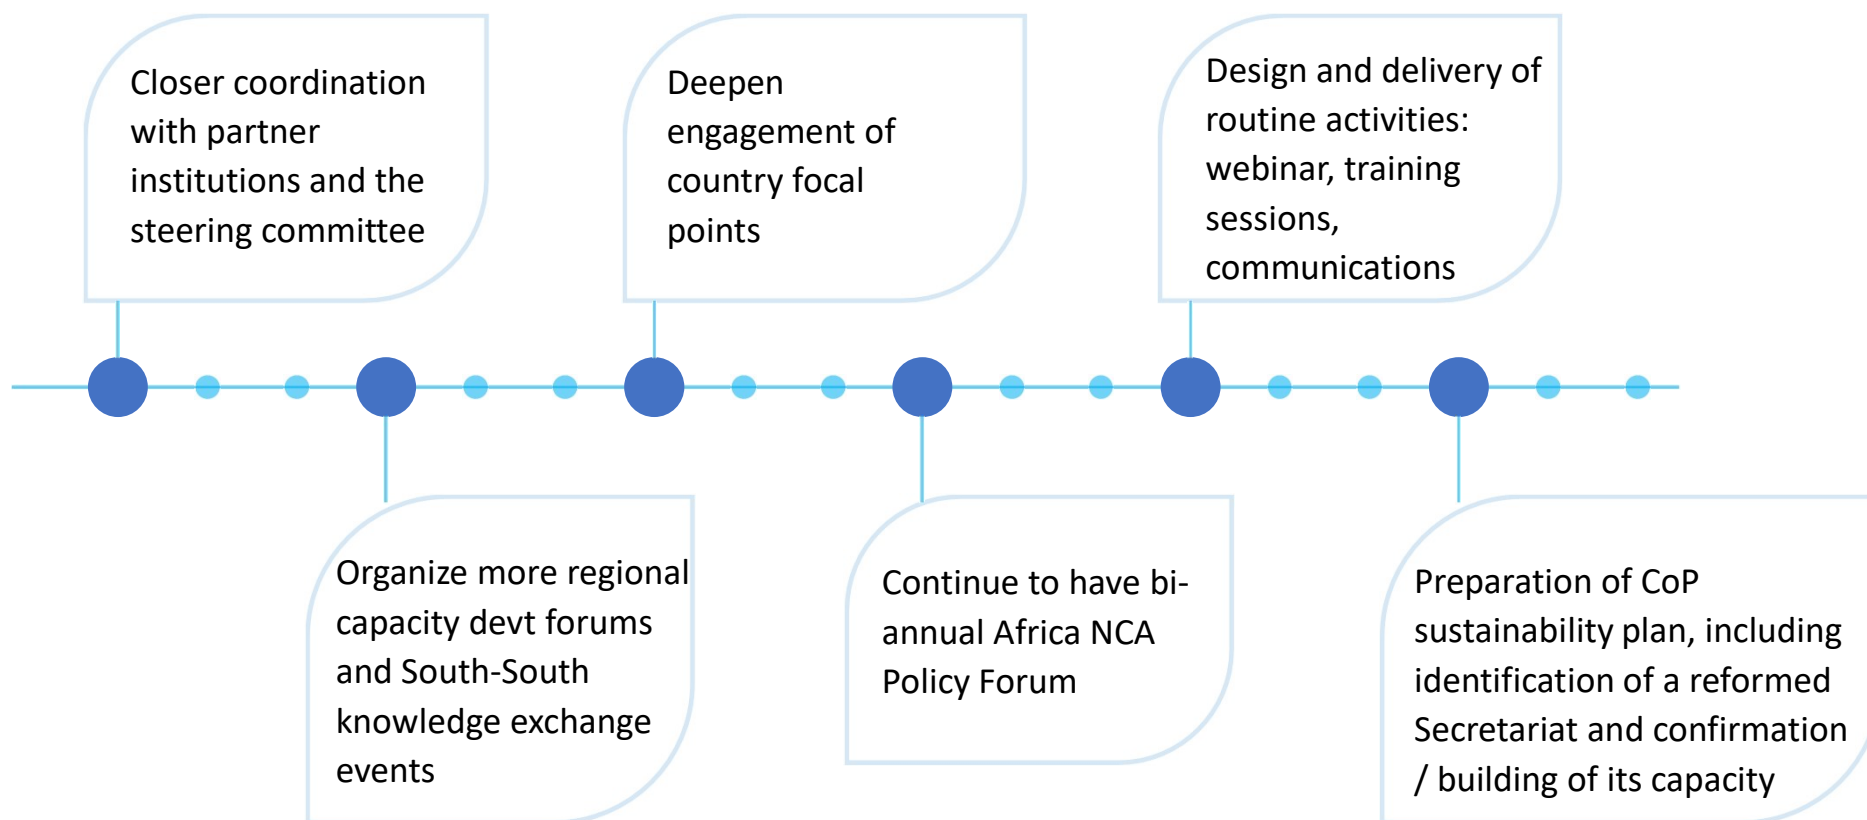 Closer coordination
with partner
institutions and the
steering committee
Organize more regional
capacity devt forums
and South-South
knowledge exchange
events
Deepen
engagement of
country focal
points
Continue to have bi-
annual Africa NCA
Policy Forum
Design and delivery of
routine activities:
webinar, training
sessions,
communications
Preparation of CoP
sustainability plan, including
identification of a reformed
Secretariat and confirmation
/ building of its capacity